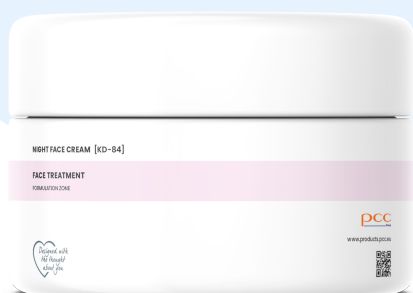 NIGHT FACE CREAM [KD-84]
FACE TREATMENT
FORMULATION ZONE
pcc
www.products.pcc.eu
Designed with
the thought
about you